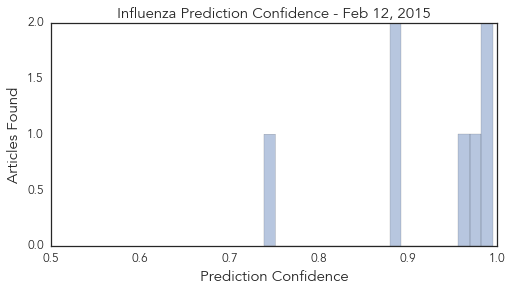 Influenza Prediction Confidence - Feb 12, 2015
Articles Found
2.0
1.5
1.0
0.5
0.0
0.5 0.6 0.7 0.8 0.9 1.0
Prediction Confidence